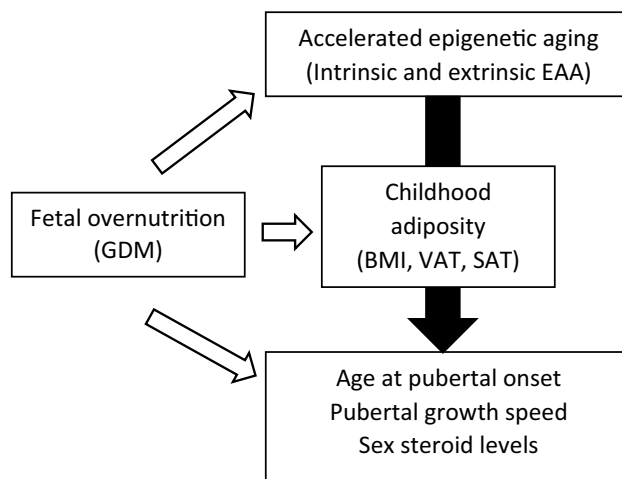 Accelerated epigenetic aging
(Intrinsic and extrinsic EAA)
Fetal overnutrition
(GDM)
Childhood
adiposity
(BMI, VAT, SAT)
Age at pubertal onset
Pubertal growth speed
Sex steroid levels